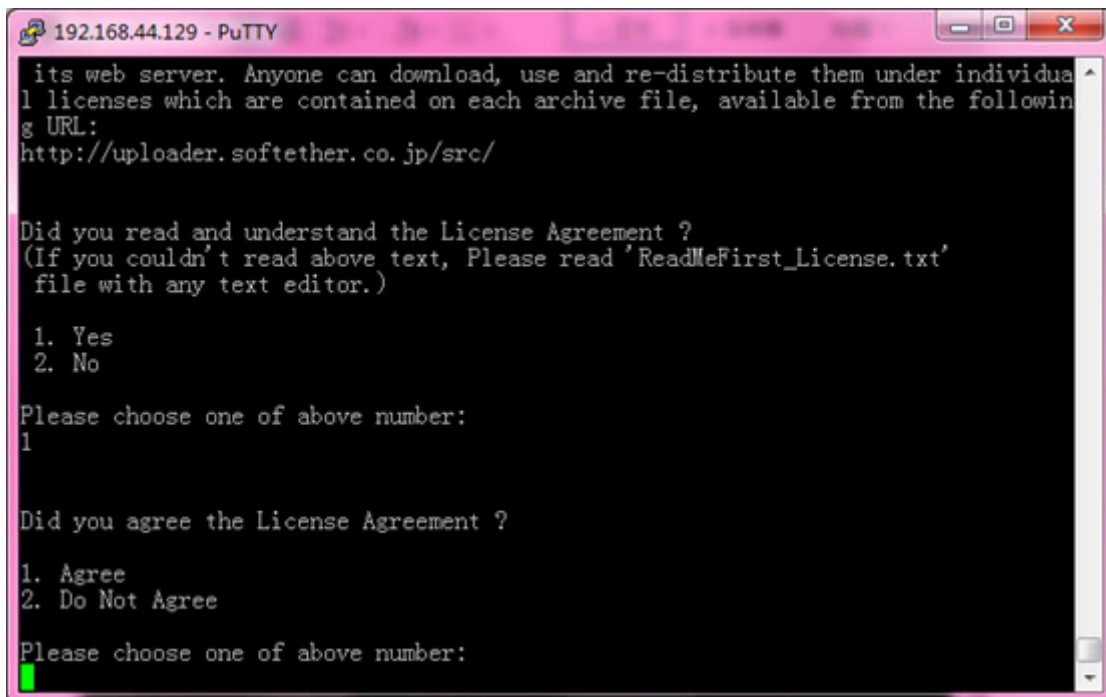 192.168.44.129 - PuTTY
its web server. Anyone can download, use and re-distribute them under individua
l licenses which are contained on each archive file, available from the followin
g URL:
http://uploader.softether.co.jp/src/
Did you read and understand the License Agreement ?
(If you couldn't read above text, Please read 'ReadMeFirst_License.txt'
file with any text editor.)
1. Yes
2. No
Please choose one of above number:
1
Did you agree the License Agreement ?
1. Agree
2. Do Not Agree
Please choose one of above number: